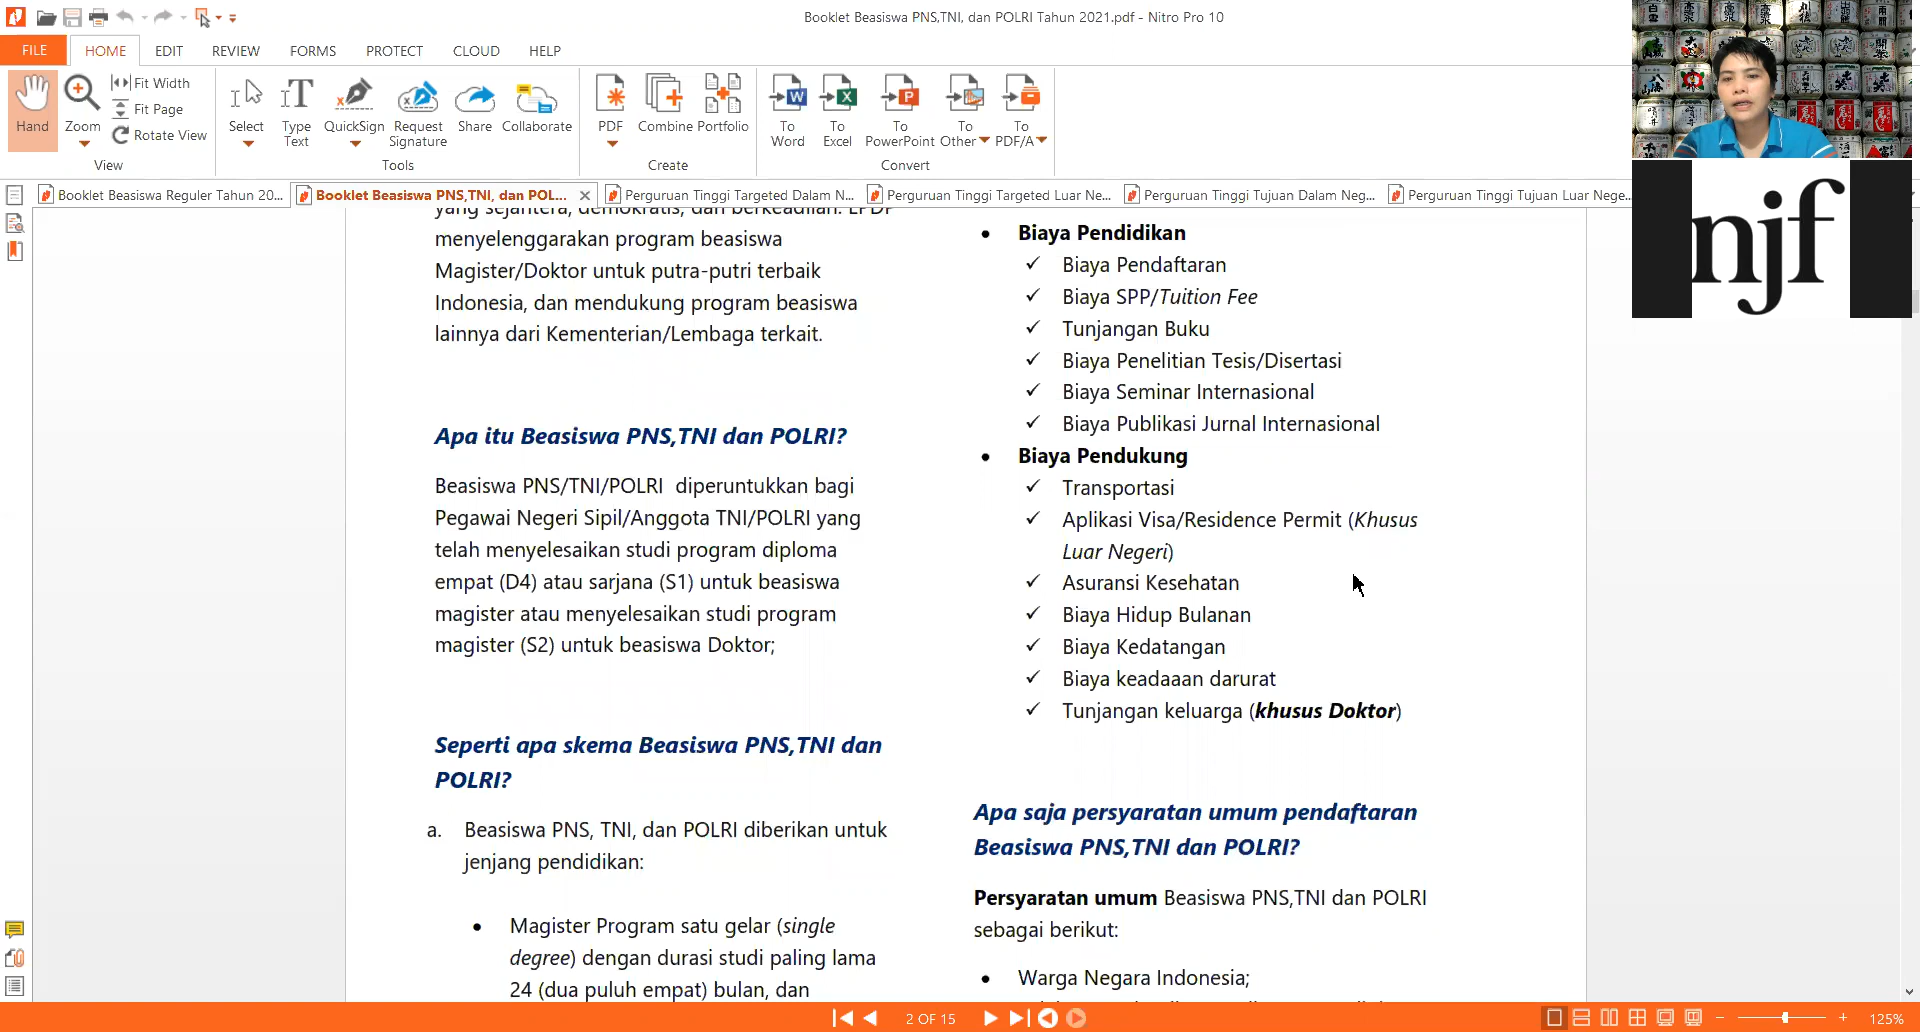 Booklet Beasiswa PNS,TNI, dan POLRI Tahun 2021.pdf - Nitro Pro 10
FILE HOME EDIT REVIEW FORMS PROTECT CLOUD HELP
Hand
Zoom
Fit Width
Fit Page
Rotate View
View
Select
Type Text
QuickSign
Request Signature
Share
Collaborate
Tools
PDF
Combine
Portfolio
Create
To Word
To Excel
To PowerPoint
To Other
To PDF/A
Convert
Booklet Beasiswa Reguler Tahun 20...
Booklet Beasiswa PNS,TNI, dan POL...
Perguruan Tinggi Targeted Dalam N...
Perguruan Tinggi Targeted Luar Ne...
Perguruan Tinggi Tujuan Dalam Neg...
Perguruan Tinggi Tujuan Luar Nege...
njf
yang sejahtera, demokratis, dan berkeadilan. LPDP
menyelenggarakan program beasiswa
Magister/Doktor untuk putra-putri terbaik
Indonesia, dan mendukung program beasiswa
lainnya dari Kementerian/Lembaga terkait.
Apa itu Beasiswa PNS,TNI dan POLRI?
Beasiswa PNS/TNI/POLRI diperuntukkan bagi
Pegawai Negeri Sipil/Anggota TNI/POLRI yang
telah menyelesaikan studi program diploma
empat (D4) atau sarjana (S1) untuk beasiswa
magister atau menyelesaikan studi program
magister (S2) untuk beasiswa Doktor;
Seperti apa skema Beasiswa PNS,TNI dan
POLRI?
a. Beasiswa PNS, TNI, dan POLRI diberikan untuk
jenjang pendidikan:
• Magister Program satu gelar (single
degree) dengan durasi studi paling lama
24 (dua puluh empat) bulan, dan
• Biaya Pendidikan
✓ Biaya Pendaftaran
✓ Biaya SPP/Tuition Fee
✓ Tunjangan Buku
✓ Biaya Penelitian Tesis/Disertasi
✓ Biaya Seminar Internasional
✓ Biaya Publikasi Jurnal Internasional
• Biaya Pendukung
✓ Transportasi
✓ Aplikasi Visa/Residence Permit (Khusus
Luar Negeri)
✓ Asuransi Kesehatan
✓ Biaya Hidup Bulanan
✓ Biaya Kedatangan
✓ Biaya keadaaan darurat
✓ Tunjangan keluarga (khusus Doktor)
Apa saja persyaratan umum pendaftaran
Beasiswa PNS,TNI dan POLRI?
Persyaratan umum Beasiswa PNS,TNI dan POLRI
sebagai berikut:
• Warga Negara Indonesia;
2 OF 15
125%